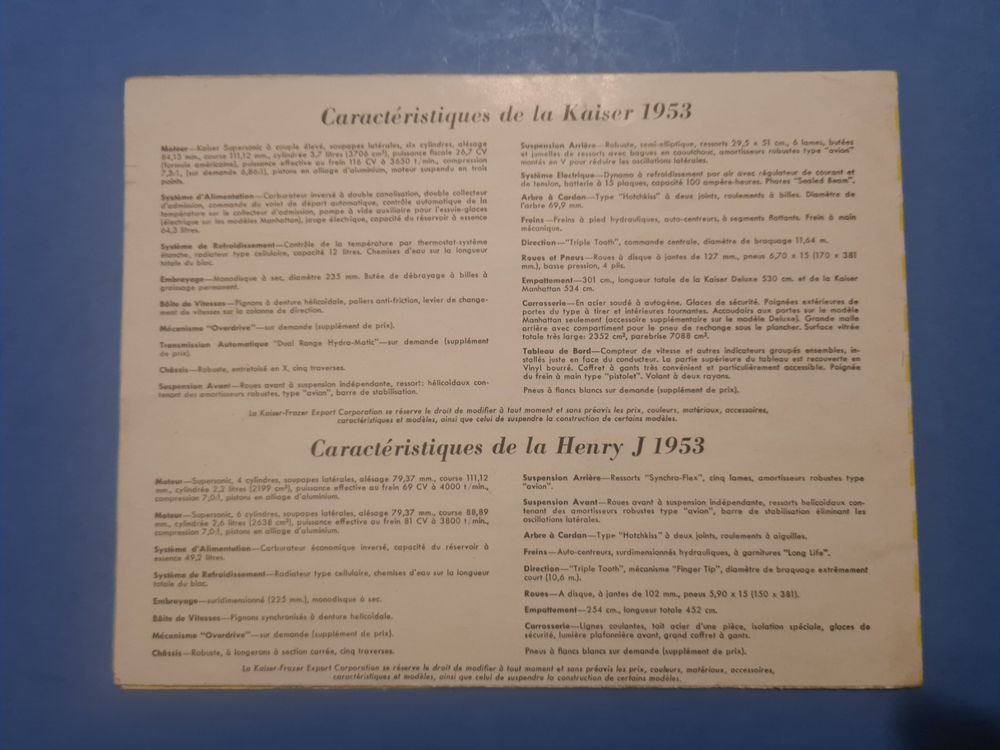 Caractéristiques de la Kaiser 1953
Moteur—Kaiser Supersonic à couple élevé, soupapes latérales, six cylindres, alésage
84,13 mm., course 111,12 mm., cylindrée 3,7 litres (3706 cm³), puissance fiscale 26,7 CV
(formule américaine), puissance effective au frein 118 CV à 3650 t/min., compression
7,3:1, (sur demande 6,86:1), pistons en alliage d'aluminium, moteur suspendu en trois
points.
Système d'Alimentation—Carburateur inversé à double canalisation, double collecteur
d'admission, commande du volet de départ automatique, contrôle automatique de la
température sur le collecteur d'admission, pompe à vide auxiliaire pour l'essuie-glaces
(électrique sur les modèles Manhattan), jauge électrique, capacité du réservoir à essence
64,3 litres.
Système de Refroidissement—Contrôle de la température par thermostat-système
étanche, radiateur type cellulaire, capacité 12 litres. Chemises d'eau sur la longueur
totale du bloc.
Embrayage—Monodisque à sec, diamètre 235 mm. Butée de débrayage à billes à
graissage permanent.
Bôite de Vitesses—Pignons à denture hélicoïdale, paliers anti-friction, levier de change-
ment de vitesses sur la colonne de direction.
Mécanisme "Overdrive"—sur demande (supplément de prix).
Transmission Automatique "Dual Range Hydra-Matic"—sur demande (supplément
de prix).
Châssis—Robuste, entretoisé en X, cinq traverses.
Suspension Avant—Roues avant à suspension indépendante, ressort: hélicoïdaux con-
tenant des amortisseurs robustes, type "avion", barre de stabilisation.
Suspension Arrière—Robuste, semi-elliptique, ressorts 29,5 x 51 cm., 6 lames, butées
et jumelles de ressorts avec bagues en caoutchouc, amortisseurs robustes type "avion"
montés en V pour réduire les oscillations latérales.
Système Electrique—Dynamo à refroidissement par air avec régulateur de courant et
de tension, batterie à 15 plaques, capacité 100 ampère-heures. Phares "Sealed Beam".
Arbre à Cardan—Type "Hotchkiss" à deux joints, roulements à billes. Diamètre de
l'arbre 69,9 mm.
Freins—Freins à pied hydrauliques, auto-centreurs, à segments flottants. Frein à main
mécanique.
Direction—"Triple Tooth", commande centrale, diamètre de braquage 11,64 m.
Roues et Pneus—Roues à disque à jantes de 127 mm., pneus 6,70 x 15 (170 x 381
mm.), basse pression, 4 plis.
Empattement—301 cm., longueur totale de la Kaiser Deluxe 530 cm. et de la Kaiser
Manhattan 534 cm.
Carrosserie—En acier soudé à autogène. Glaces de sécurité. Poignées extérieures de
portes du type à tirer et intérieures tournantes. Accoudoirs aux portes sur le modèle
Manhattan seulement (accessoire supplémentaire sur le modèle Deluxe). Grande malle
arrière avec compartiment pour le pneu de rechange sous le plancher. Surface vitrée
totale très large: 2352 cm², parebrise 7088 cm².
Tableau de Bord—Compteur de vitesse et autres indicateurs groupés ensembles, in-
stallés juste en face du conducteur. La partie supérieure du tableau est recouverte en
Vinyl bourré. Coffret à gants très convénient et particulièrement accessible. Poignée
du frein à main type "pistolet". Volant à deux rayons.
Pneus à flancs blancs sur demande (supplément de prix).
La Kaiser-Frazer Export Corporation se réserve le droit de modifier à tout moment et sans préavis les prix, couleurs, matériaux, accessoires,
caractéristiques et modèles, ainsi que celui de suspendre la construction de certains modèles.
Caractéristiques de la Henry J 1953
Moteur—Supersonic, 4 cylindres, soupapes latérales, alésage 79,37 mm., course 111,12
mm., cylindrée 2,2 litres (2199 cm³), puissance effective au frein 69 CV à 4000 t/min.,
compression 7,0:1, pistons en alliage d'aluminium.
Moteur—Supersonic, 6 cylindres, soupapes latérales, alésage 79,37 mm., course 88,89
mm., cylindrée 2,6 litres (2638 cm³), puissance effective au frein 81 CV à 3800 t/min.,
compression 7,0:1, pistons en alliage d'aluminium.
Système d'Alimentation—Carburateur économique inversé, capacité du réservoir à
essence 49,2 litres.
Système de Refroidissement—Radiateur type cellulaire, chemises d'eau sur la longueur
totale du bloc.
Embrayage—suridimensionné (225 mm.), monodisque à sec.
Bôite de Vitesses—Pignons synchronisés à denture helicoïdale.
Mécanisme "Overdrive"—sur demande (supplément de prix).
Châssis—Robuste, à longerons à section carrée, cinq traverses.
Suspension Arrière—Ressorts "Synchro-Flex", cinq lames, amortisseurs robustes type
"avion".
Suspension Avant—Roues avant à suspension indépendante, ressorts helicoïdaux con-
tenant des amortisseurs robustes type "avion", barre de stabilisation éliminant les
oscillations latérales.
Arbre à Cardan—Type "Hotchkiss" à deux joints, roulements à aiguilles.
Freins—Auto-centreurs, surdimensionnés hydrauliques, à garnitures "Long Life".
Direction—"Triple Tooth", mécanisme "Finger Tip", diamètre de braquage extrêmement
court (10,6 m.).
Roues—A disque, à jantes de 102 mm., pneus 5,90 x 15 (150 x 381).
Empattement—254 cm., longueur totale 452 cm.
Carrosserie—Lignes coulantes, toit acier d'une pièce, isolation spéciale, glaces de
sécurité, lumière plafonnière avant, grand coffret à gants.
Pneus à flancs blancs sur demande (supplément de prix).
La Kaiser-Frazer Export Corporation se réserve le droit de modifier à tout moment et sans préavis les prix, couleurs, matériaux, accessoires,
caractéristiques et modèles, ainsi que celui de suspendre la construction de certains modèles.